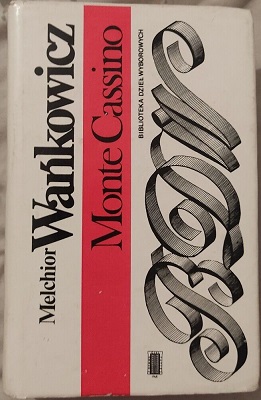 Melchior
Wańkowicz
Monte Cassino
BIBLIOTEKA DZIEŁ WYBOROWYCH